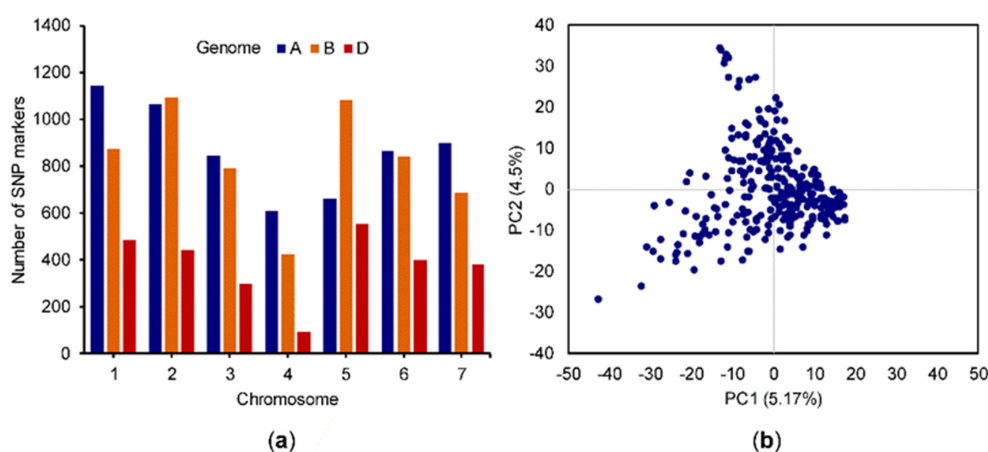 1400
1200
1000
800
600
400
200
0
Number of SNP markers
Genome A B D
1 2 3 4 5 6 7
Chromosome
(a)
40
30
20
10
0
-10
-20
-30
-40
PC2 (4.5%)
-50 -40 -30 -20 -10 0 10 20 30 40 50
PC1 (5.17%)
(b)